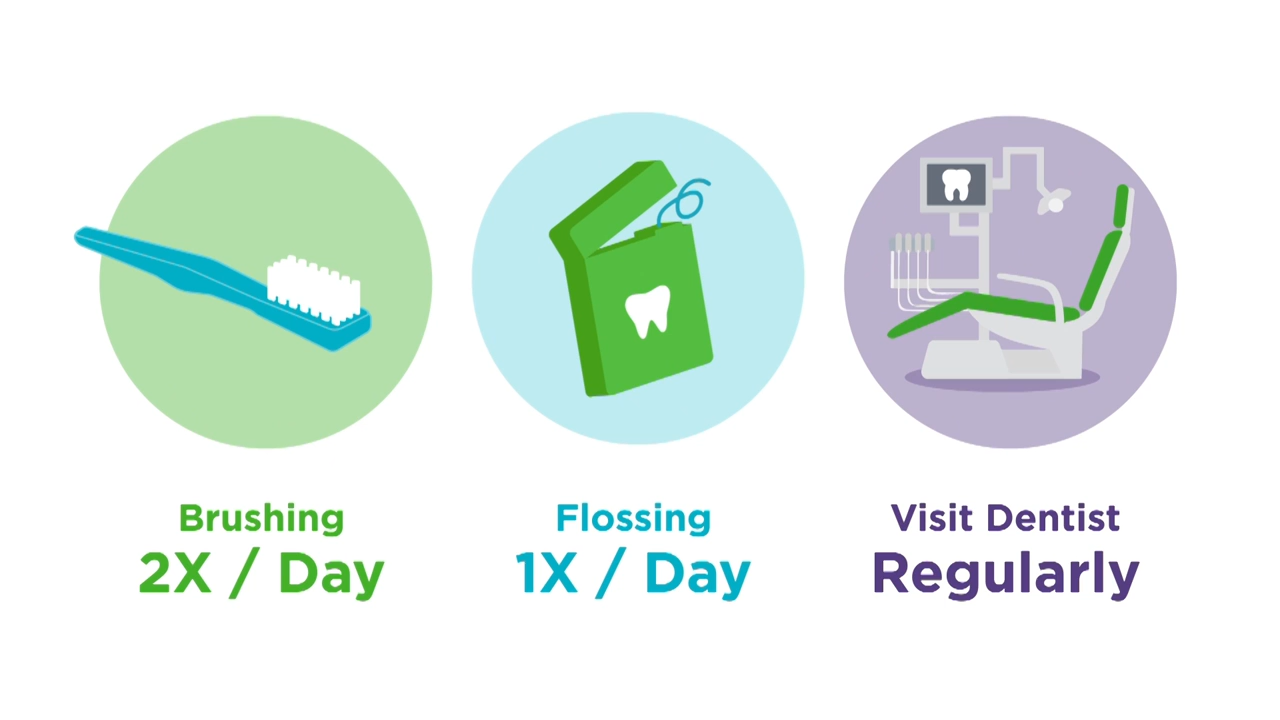 Brushing
2X / Day
Flossing
1X / Day
Visit Dentist
Regularly